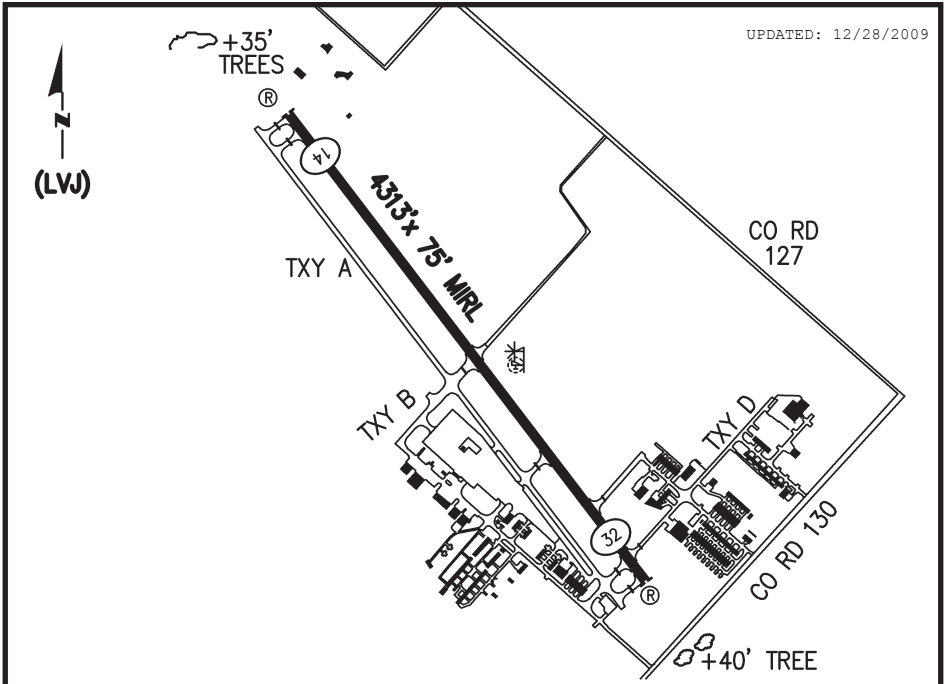 UPDATED: 12/28/2009
+35'
TREES
N
(LVJ)
R
14
4313' x 75' MIRL
TXY A
CO RD
127
TXY B
TXY D
32
R
CO RD 130
+40' TREE